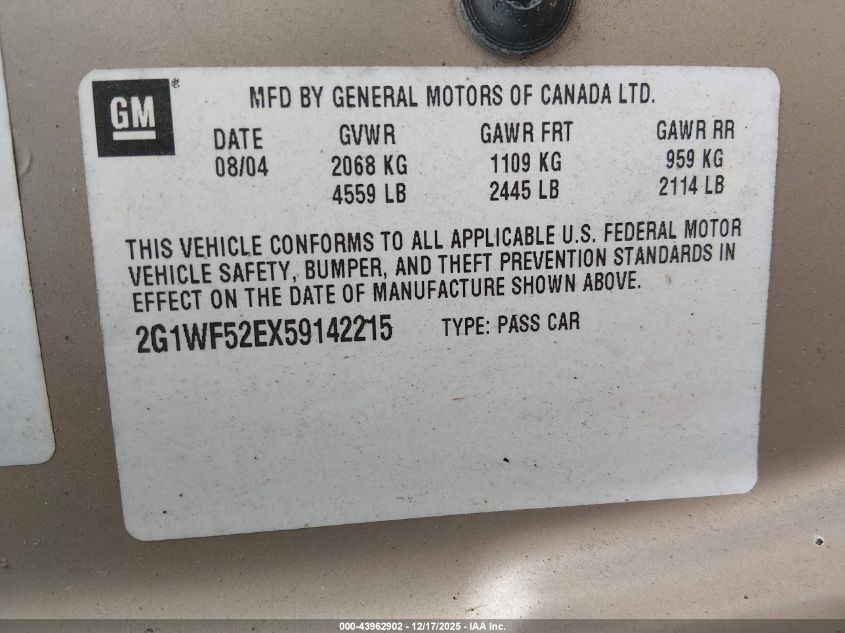 GM ®
MFD BY GENERAL MOTORS OF CANADA LTD.
DATE GVWR GAWR FRT GAWR RR
08/04 2068 KG 1109 KG 959 KG
4559 LB 2445 LB 2114 LB
THIS VEHICLE CONFORMS TO ALL APPLICABLE U.S. FEDERAL MOTOR
VEHICLE SAFETY, BUMPER, AND THEFT PREVENTION STANDARDS IN
EFFECT ON THE DATE OF MANUFACTURE SHOWN ABOVE.
2G1WF52EX59142215 TYPE: PASS CAR
000-43962902 - 12/17/2025 - IAA Inc.